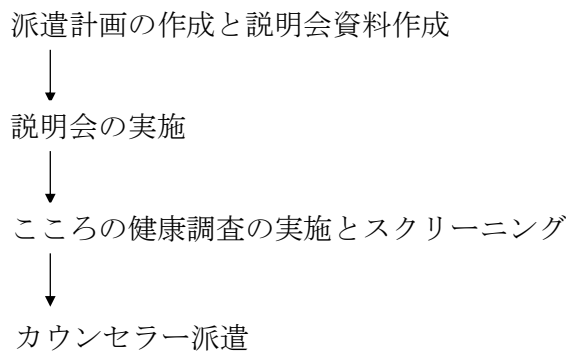 派遣計画の作成と説明会資料作成
説明会の実施
こころの健康調査の実施とスクリーニング
カウンセラー派遣